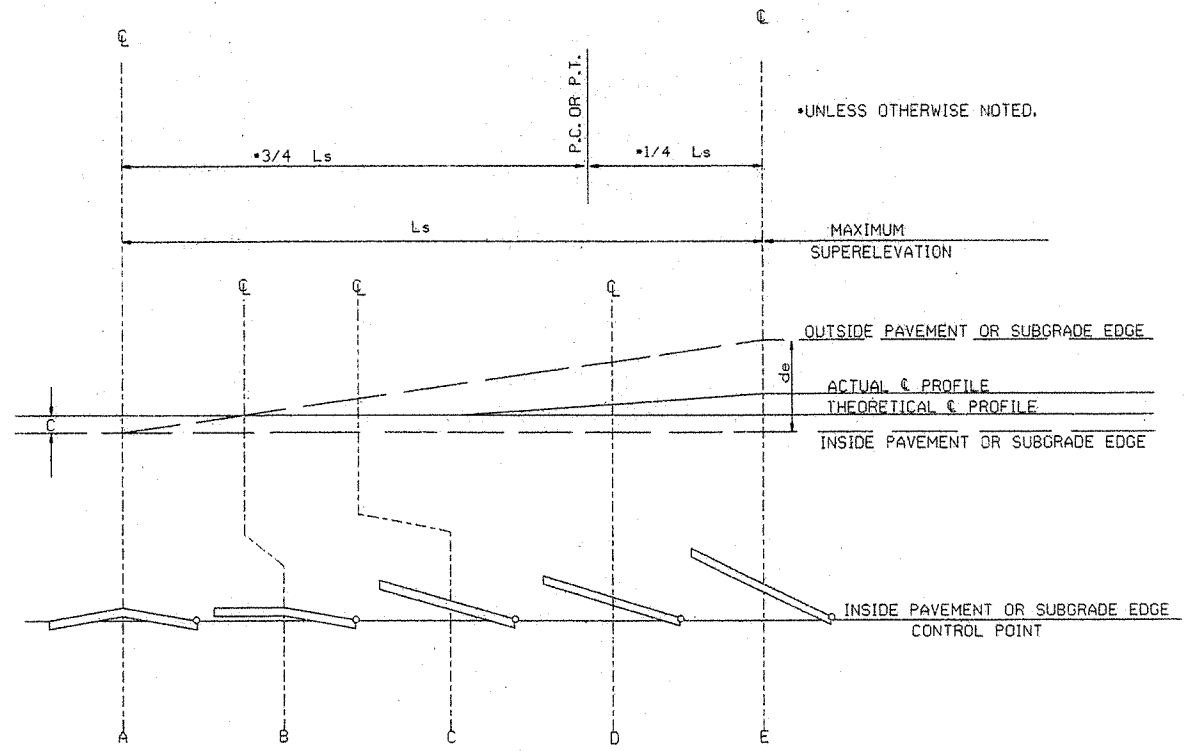 ℄
℄
P.C. OR P.T.
*UNLESS OTHERWISE NOTED.
*3/4 Ls
*1/4 Ls
Ls
MAXIMUM
SUPERELEVATION
℄
℄
℄
OUTSIDE PAVEMENT OR SUBGRADE EDGE
de
ACTUAL ℄ PROFILE
THEORETICAL ℄ PROFILE
C
INSIDE PAVEMENT OR SUBGRADE EDGE
INSIDE PAVEMENT OR SUBGRADE EDGE
CONTROL POINT
A
B
C
D
E